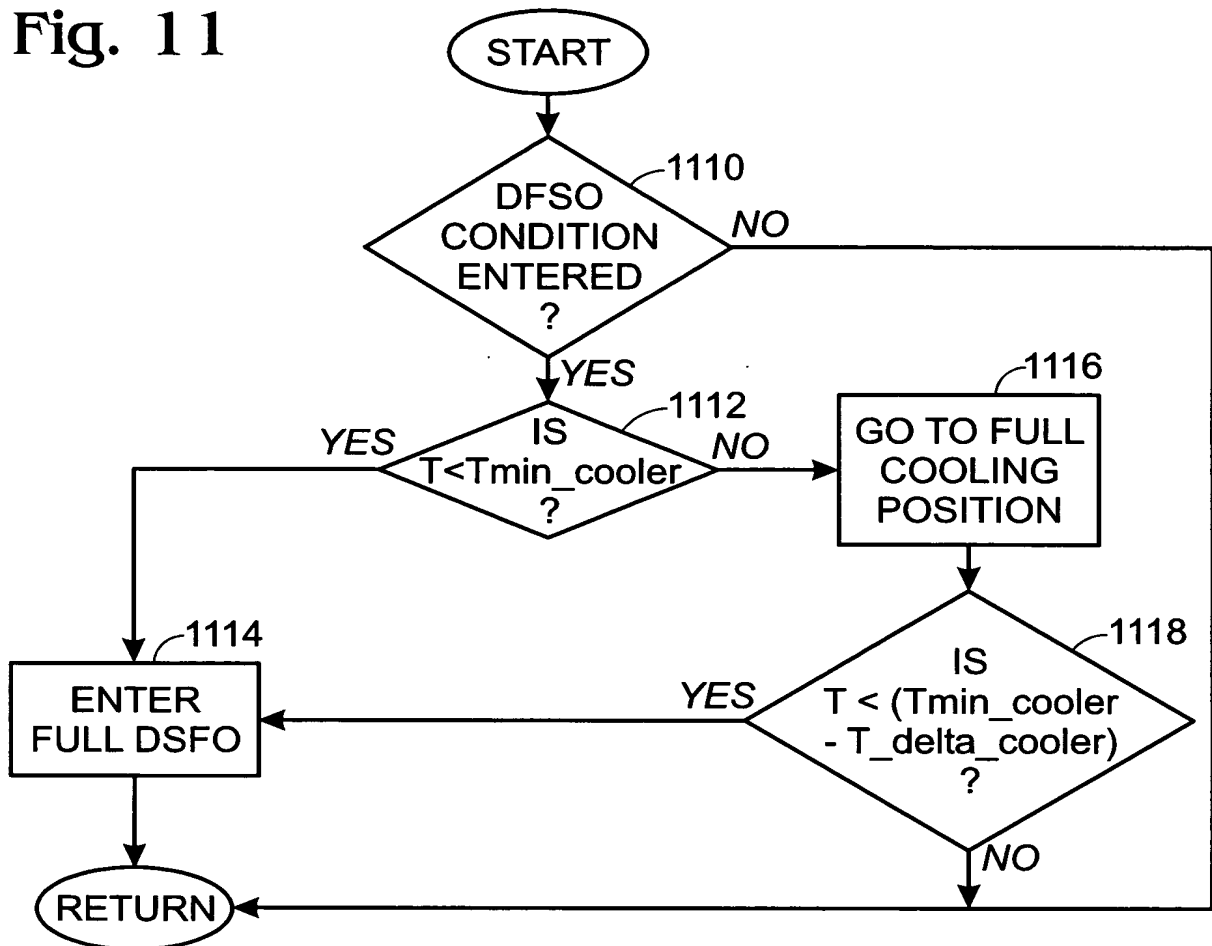 Fig. 11
START
1110
DFSO
CONDITION
ENTERED
?
NO
YES
1112
IS
T<Tmin_cooler
?
YES
NO
1116
GO TO FULL
COOLING
POSITION
1118
IS
T < (Tmin_cooler
- T_delta_cooler)
?
YES
NO
1114
ENTER
FULL DSFO
RETURN